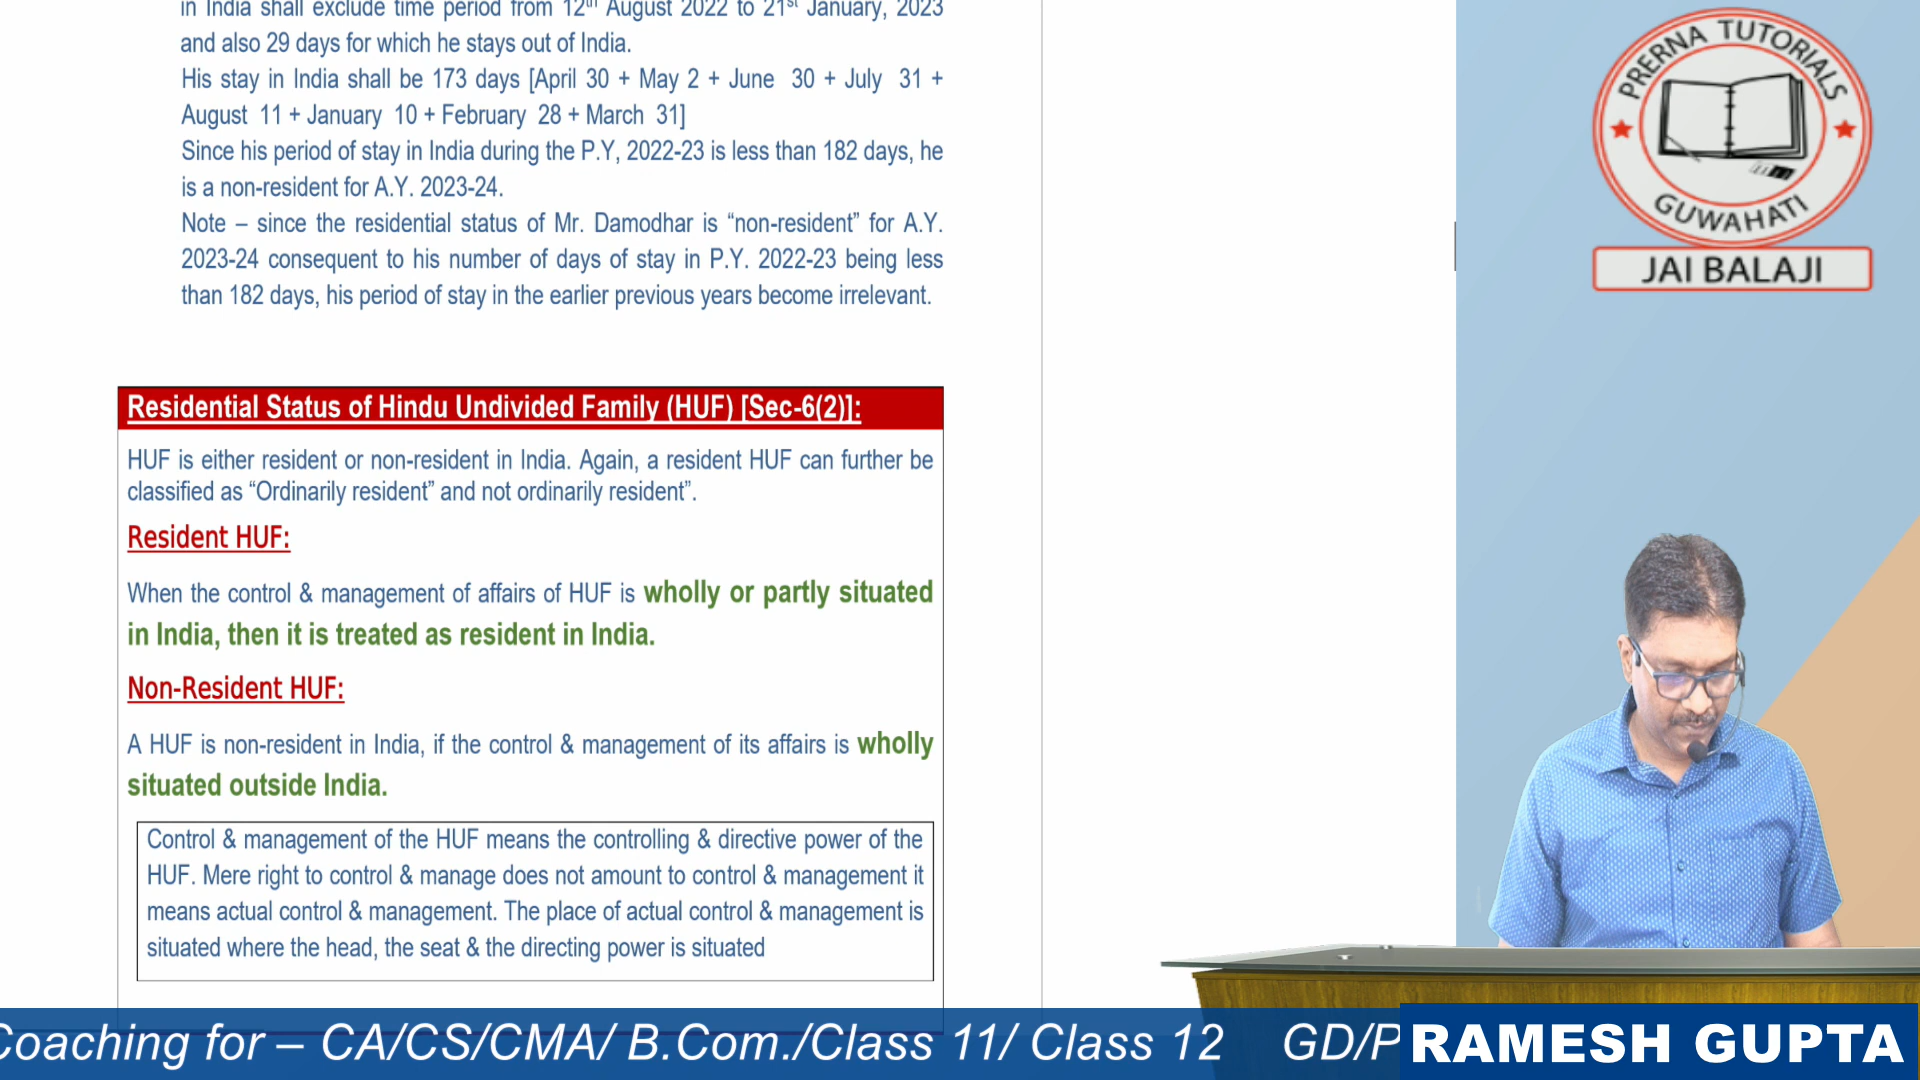 in India shall exclude time period from 12th August 2022 to 21st January, 2023
and also 29 days for which he stays out of India.
His stay in India shall be 173 days [April 30 + May 2 + June 30 + July 31 +
August 11 + January 10 + February 28 + March 31]
Since his period of stay in India during the P.Y, 2022-23 is less than 182 days, he
is a non-resident for A.Y. 2023-24.
Note – since the residential status of Mr. Damodhar is “non-resident” for A.Y.
2023-24 consequent to his number of days of stay in P.Y. 2022-23 being less
than 182 days, his period of stay in the earlier previous years become irrelevant.
Residential Status of Hindu Undivided Family (HUF) [Sec-6(2)]:
HUF is either resident or non-resident in India. Again, a resident HUF can further be
classified as “Ordinarily resident” and not ordinarily resident”.
Resident HUF:
When the control & management of affairs of HUF is wholly or partly situated
in India, then it is treated as resident in India.
Non-Resident HUF:
A HUF is non-resident in India, if the control & management of its affairs is wholly
situated outside India.
Control & management of the HUF means the controlling & directive power of the
HUF. Mere right to control & manage does not amount to control & management it
means actual control & management. The place of actual control & management is
situated where the head, the seat & the directing power is situated
PRERNA TUTORIALS
GUWAHATI
JAI BALAJI
Coaching for – CA/CS/CMA/ B.Com./Class 11/ Class 12 GD/P
RAMESH GUPTA